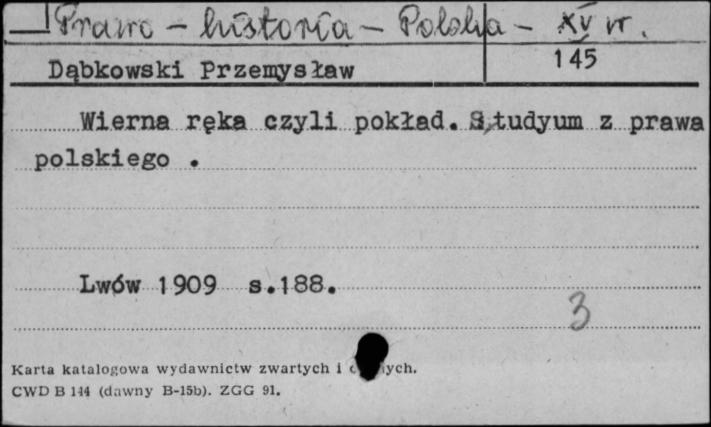 Prawo - historia - Polska - XV w.
Dąbkowski Przemysław
145
Wierna ręka czyli pokład. Studyum z prawa
polskiego .
Lwów 1909 s.188.
3
Karta katalogowa wydawnictw zwartych i
CWD B 144 (dawny B-15b). ZGG 91.